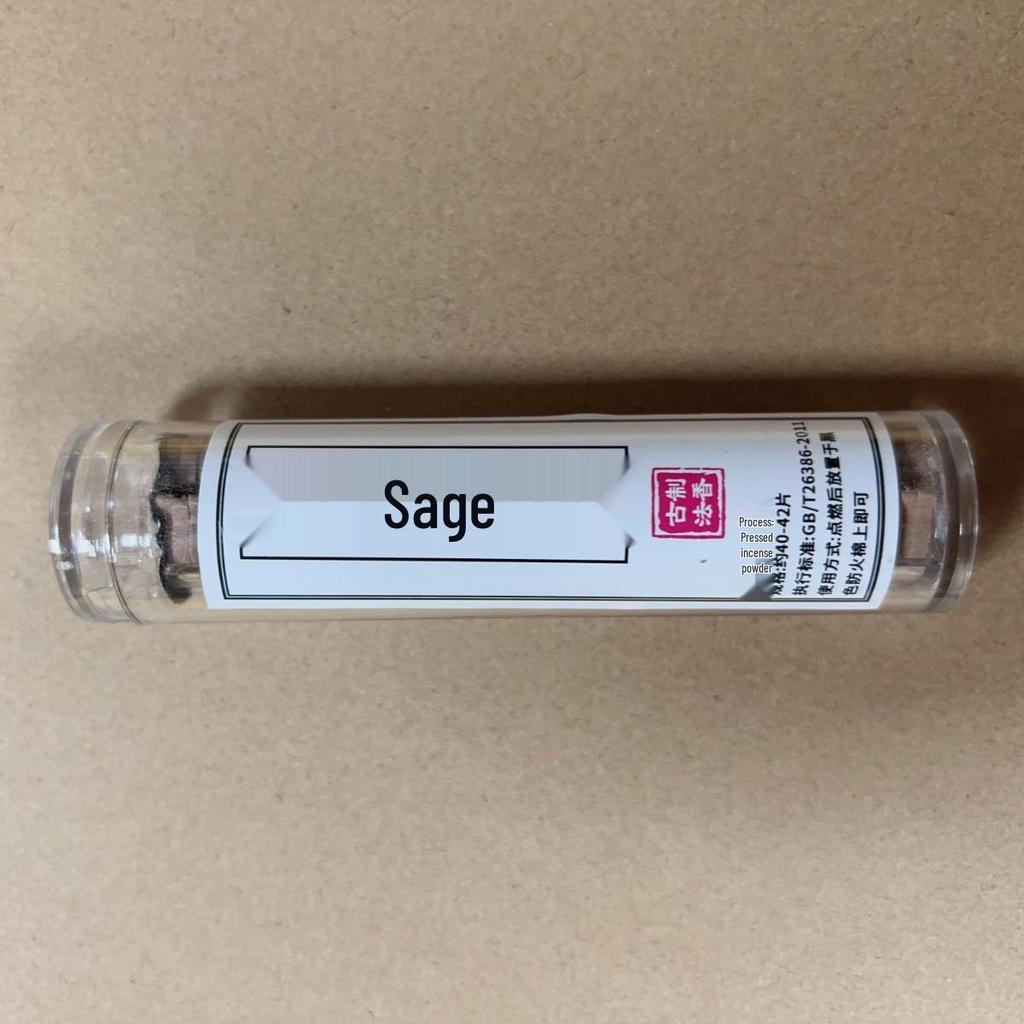 Sage
古制
法香
Process:
Pressed
incense
powder
规格:约40-42片
执行标准:GB/T26386-2011
使用方式:点燃后放置于黑
色防火棉上即可